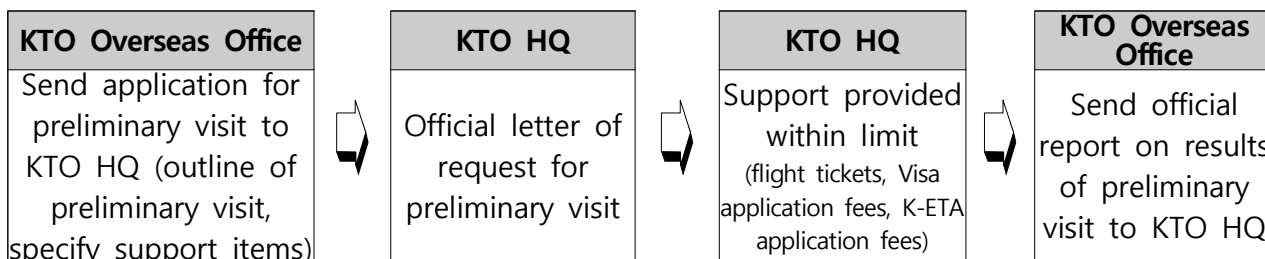 KTO Overseas Office
Send application for
preliminary visit to
KTO HQ (outline of
preliminary visit,
specify support items)
KTO HQ
Official letter of
request for
preliminary visit
KTO HQ
Support provided
within limit
(flight tickets, Visa
application fees, K-ETA
application fees)
KTO Overseas
Office
Send official
report on results
of preliminary
visit to KTO HQ